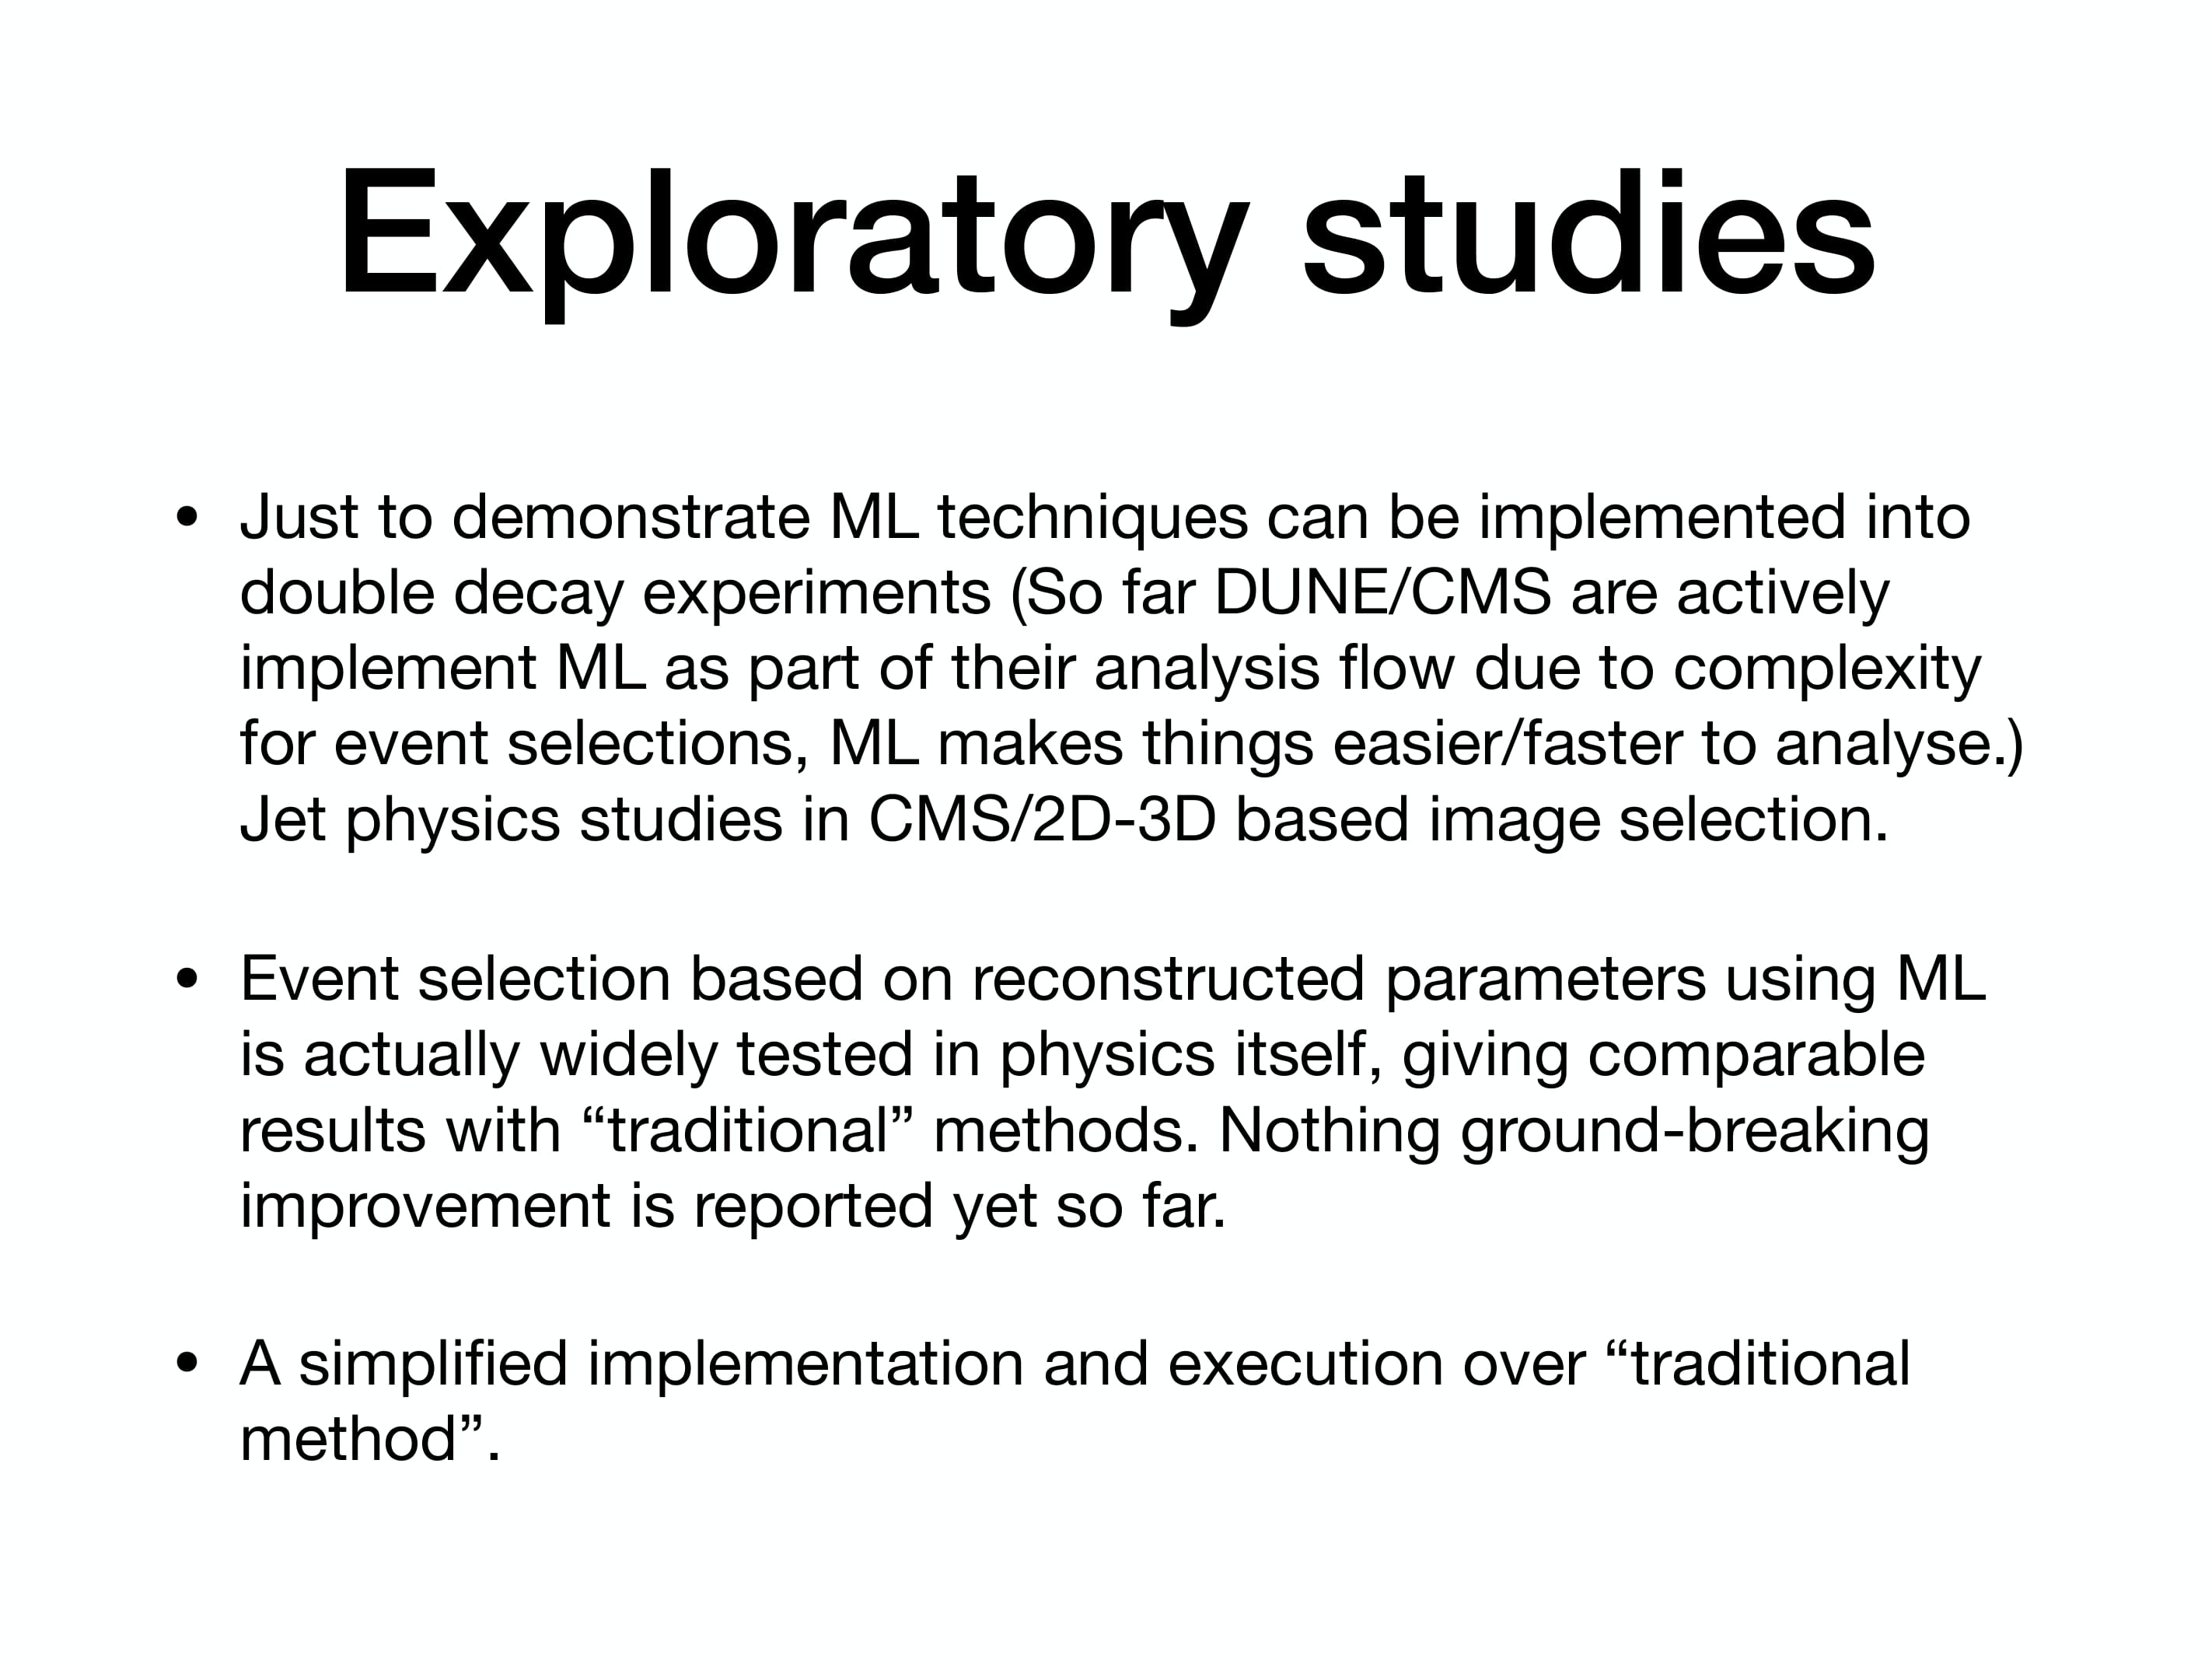 Exploratory studies
• Just to demonstrate ML techniques can be implemented into
double decay experiments (So far DUNE/CMS are actively
implement ML as part of their analysis flow due to complexity
for event selections, ML makes things easier/faster to analyse.)
Jet physics studies in CMS/2D-3D based image selection.
• Event selection based on reconstructed parameters using ML
is actually widely tested in physics itself, giving comparable
results with “traditional” methods. Nothing ground-breaking
improvement is reported yet so far.
• A simplified implementation and execution over “traditional
method”.